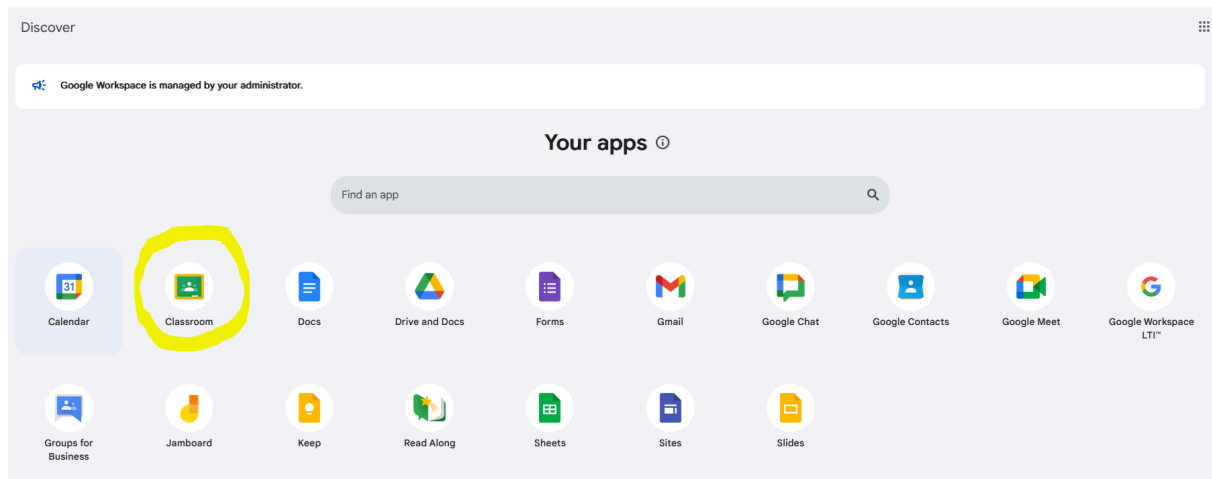 Discover
Google Workspace is managed by your administrator.
Your apps
Find an app
31
Calendar
Classroom
Docs
Drive and Docs
Forms
Gmail
Google Chat
Google Contacts
Google Meet
Google Workspace
LTI™
Groups for
Business
Jamboard
Keep
Read Along
Sheets
Sites
Slides